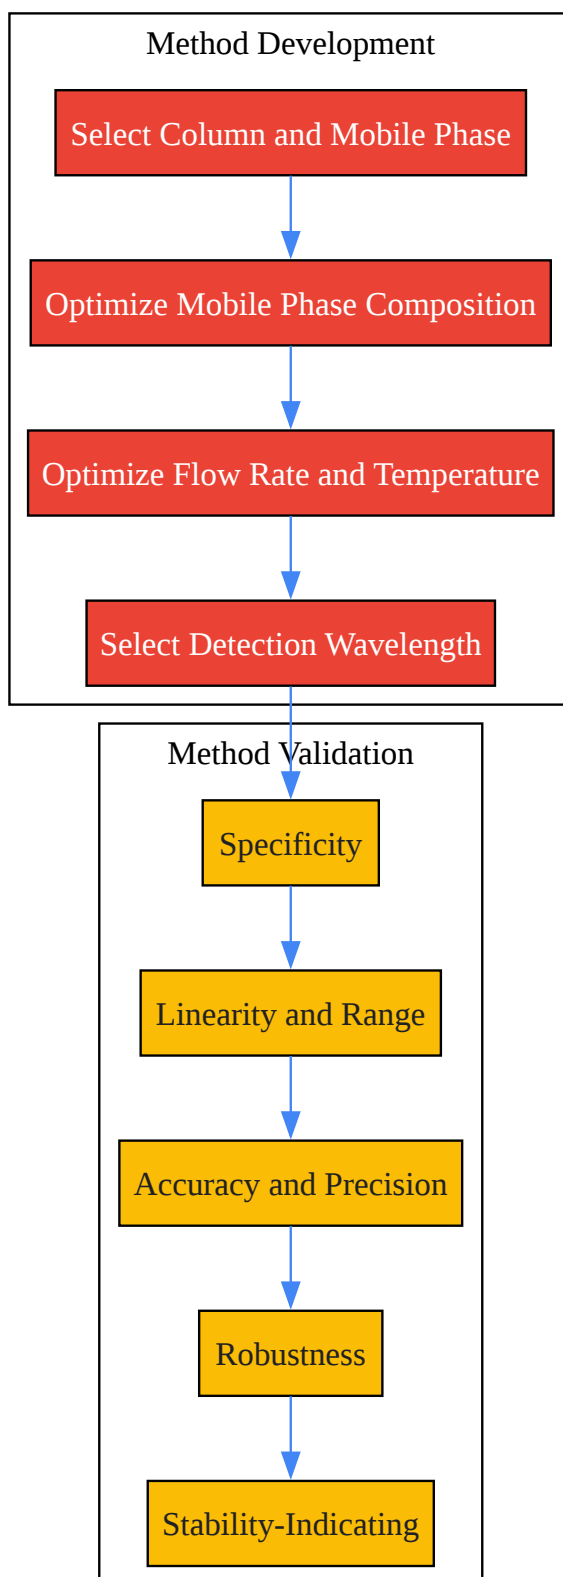 Method Development
Select Column and Mobile Phase
Optimize Mobile Phase Composition
Optimize Flow Rate and Temperature
Select Detection Wavelength
Method Validation
Specificity
Linearity and Range
Accuracy and Precision
Robustness
Stability-Indicating